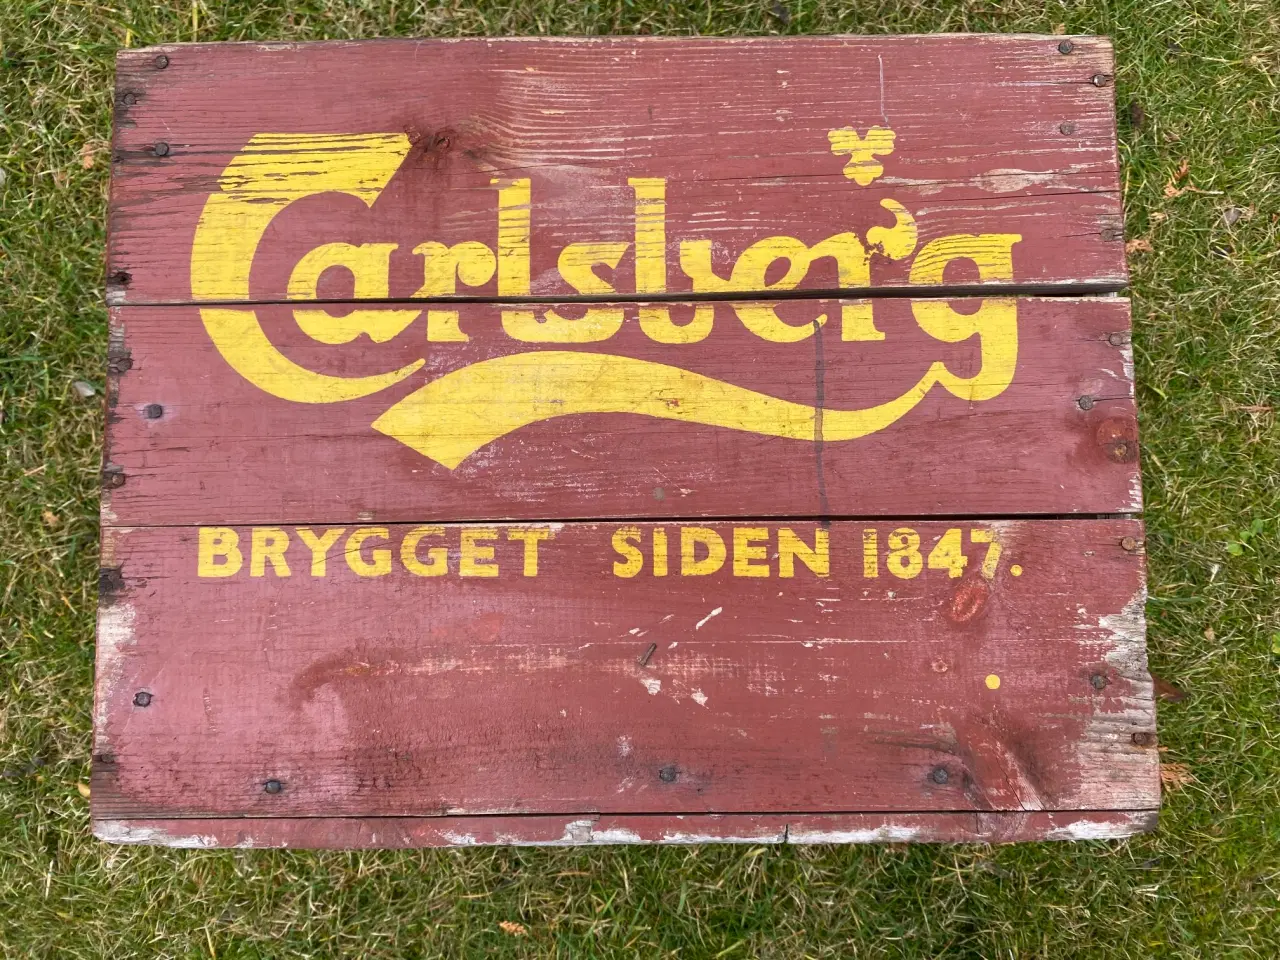 Carlsberg
BRYGGET SIDEN 1847.